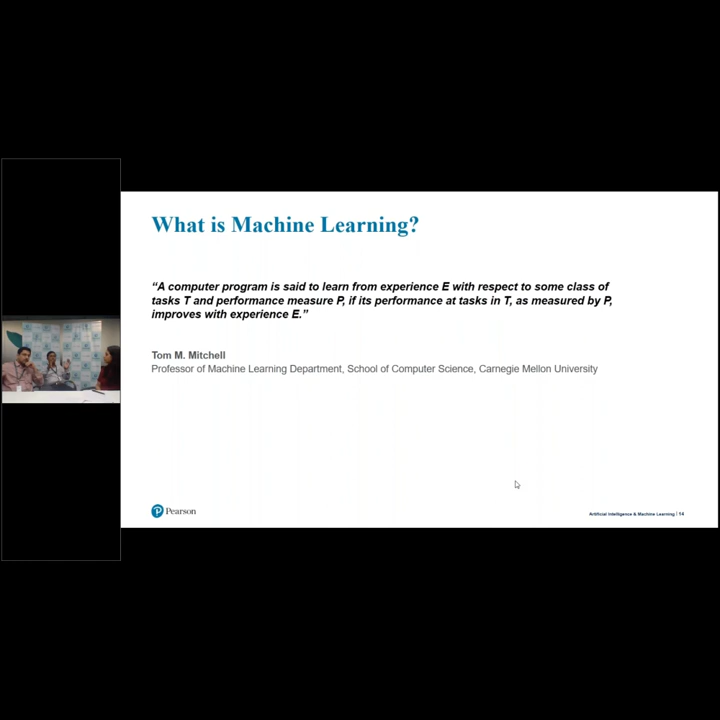 What is Machine Learning?
“A computer program is said to learn from experience E with respect to some class of
tasks T and performance measure P, if its performance at tasks in T, as measured by P,
improves with experience E.”
Tom M. Mitchell
Professor of Machine Learning Department, School of Computer Science, Carnegie Mellon University
Pearson
Artificial Intelligence & Machine Learning | 14